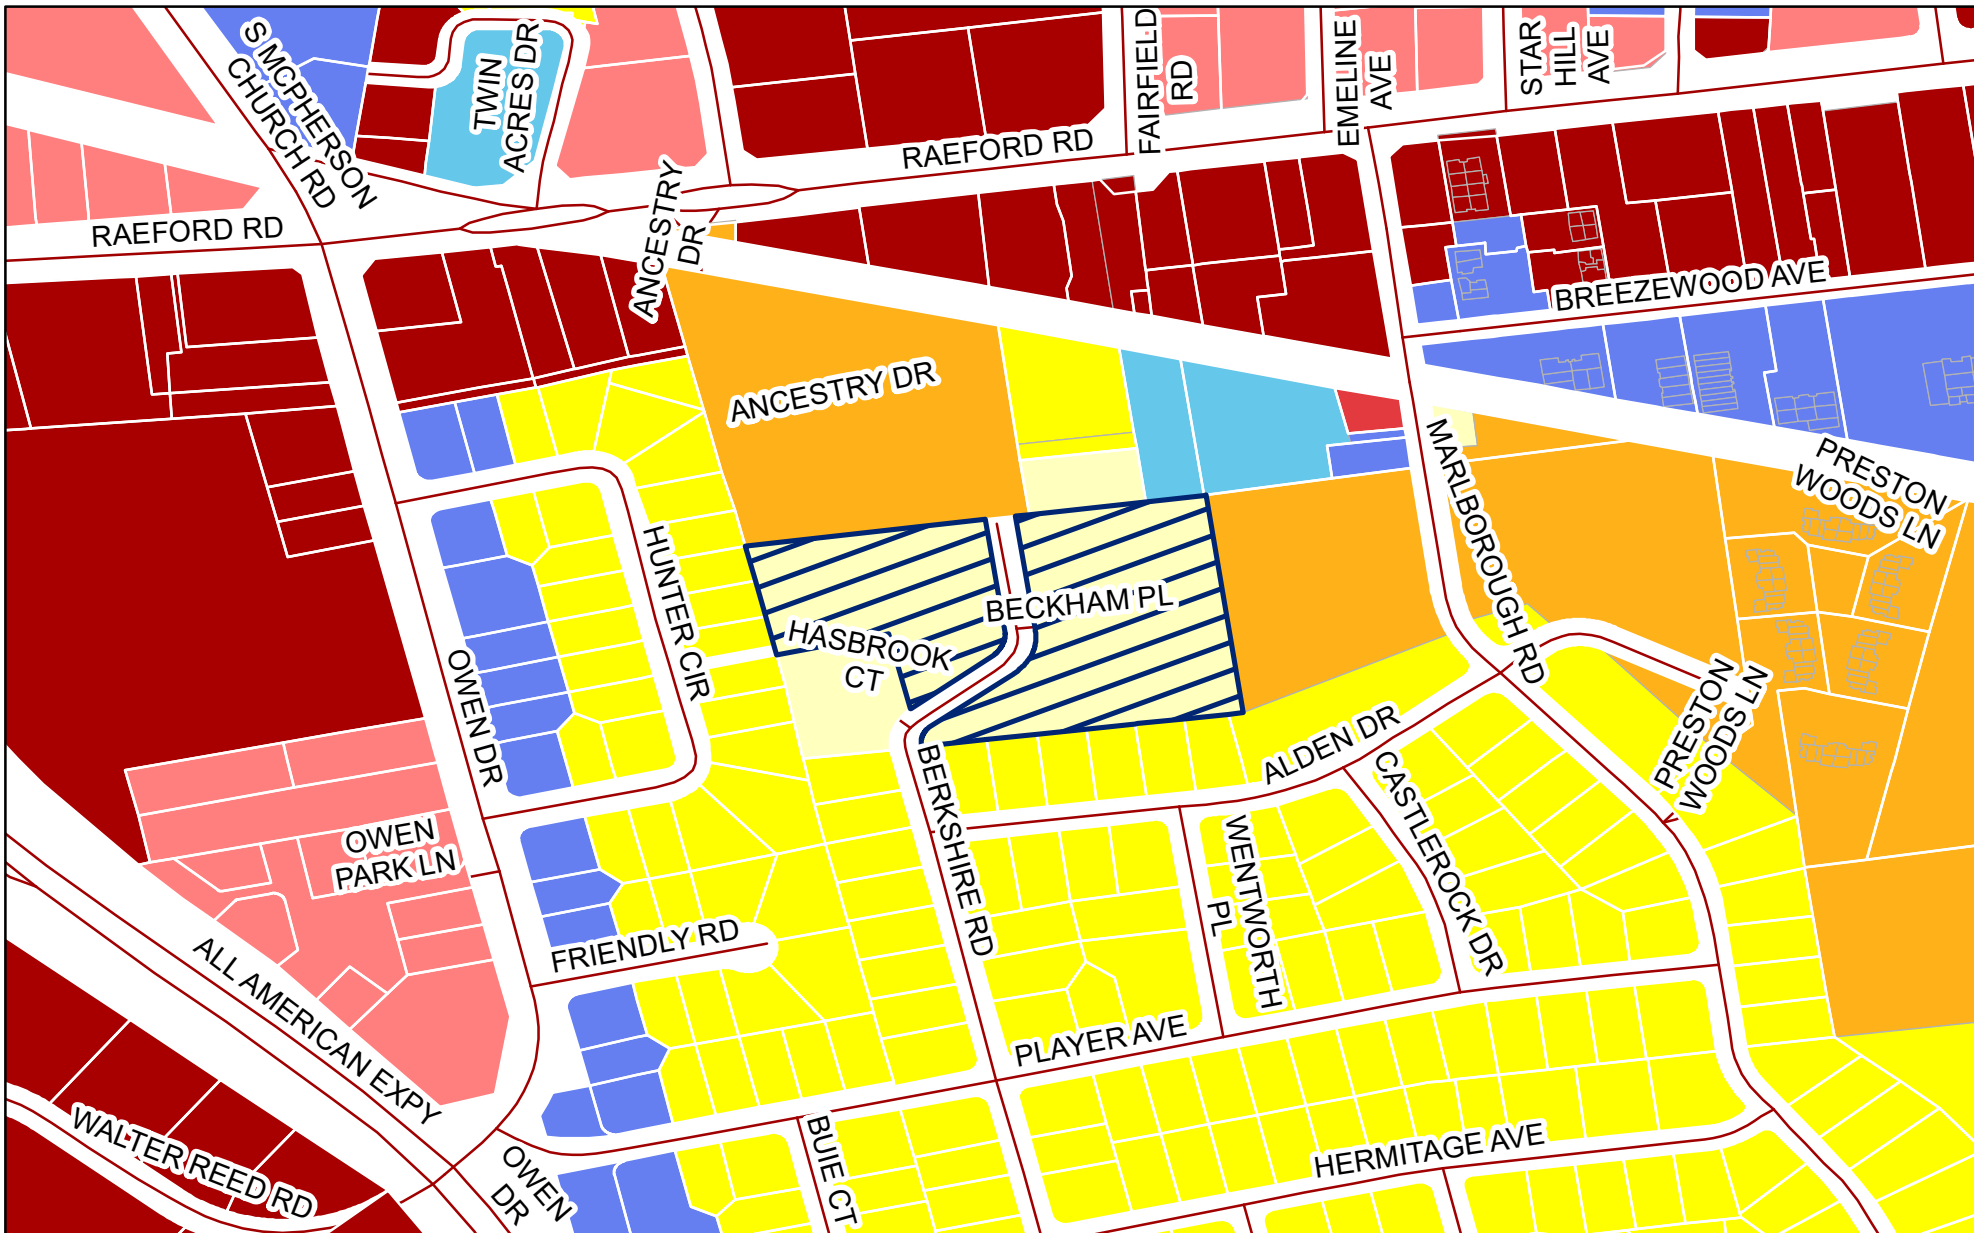 S MCPHERSON
CHURCH RD
TWIN
ACRES DR
FAIRFIELD
RD
EMELINE
AVE
STAR
HILL
AVE
RAEFORD RD
RAEFORD RD
ANCESTRY
DR
BREEZEWOOD AVE
ANCESTRY DR
MARLBOROUGH RD
PRESTON
WOODS LN
HUNTER CIR
BECKHAM PL
HASBROOK
CT
OWEN DR
PRESTON
WOODS LN
ALDEN DR
BERKSHIRE RD
CASTLEROCK DR
OWEN
PARK LN
WENTWORTH
PL
FRIENDLY RD
ALL AMERICAN EXPY
PLAYER AVE
WALTER REED RD
OWEN
DR
BUIE CT
HERMITAGE AVE